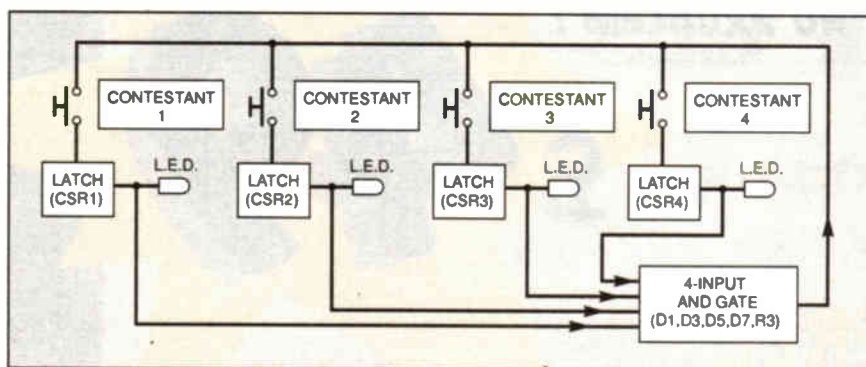 CONTESTANT
1
CONTESTANT
2
CONTESTANT
3
CONTESTANT
4
LATCH
(CSR1)
L.E.D.
LATCH
(CSR2)
L.E.D.
LATCH
(CSR3)
L.E.D.
LATCH
(CSR4)
L.E.D.
4-INPUT
AND GATE
(D1,D3,D5,D7,R3)